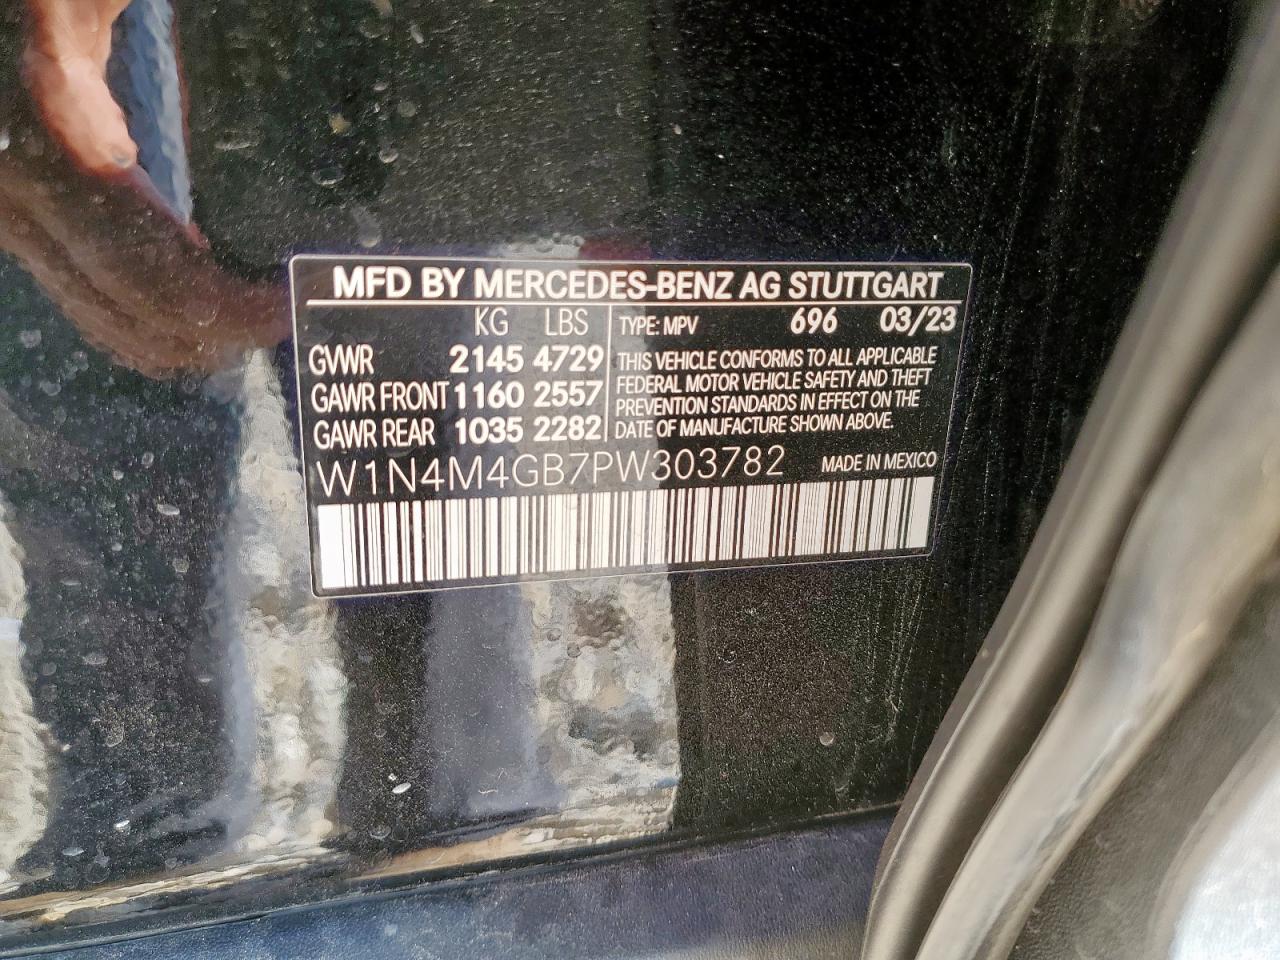 MFD BY MERCEDES-BENZ AG STUTTGART
KG LBS
GVWR 2145 4729
GAWR FRONT 1160 2557
GAWR REAR 1035 2282
TYPE: MPV 696 03/23
THIS VEHICLE CONFORMS TO ALL APPLICABLE
FEDERAL MOTOR VEHICLE SAFETY AND THEFT
PREVENTION STANDARDS IN EFFECT ON THE
DATE OF MANUFACTURE SHOWN ABOVE.
W1N4M4GB7PW303782 MADE IN MEXICO